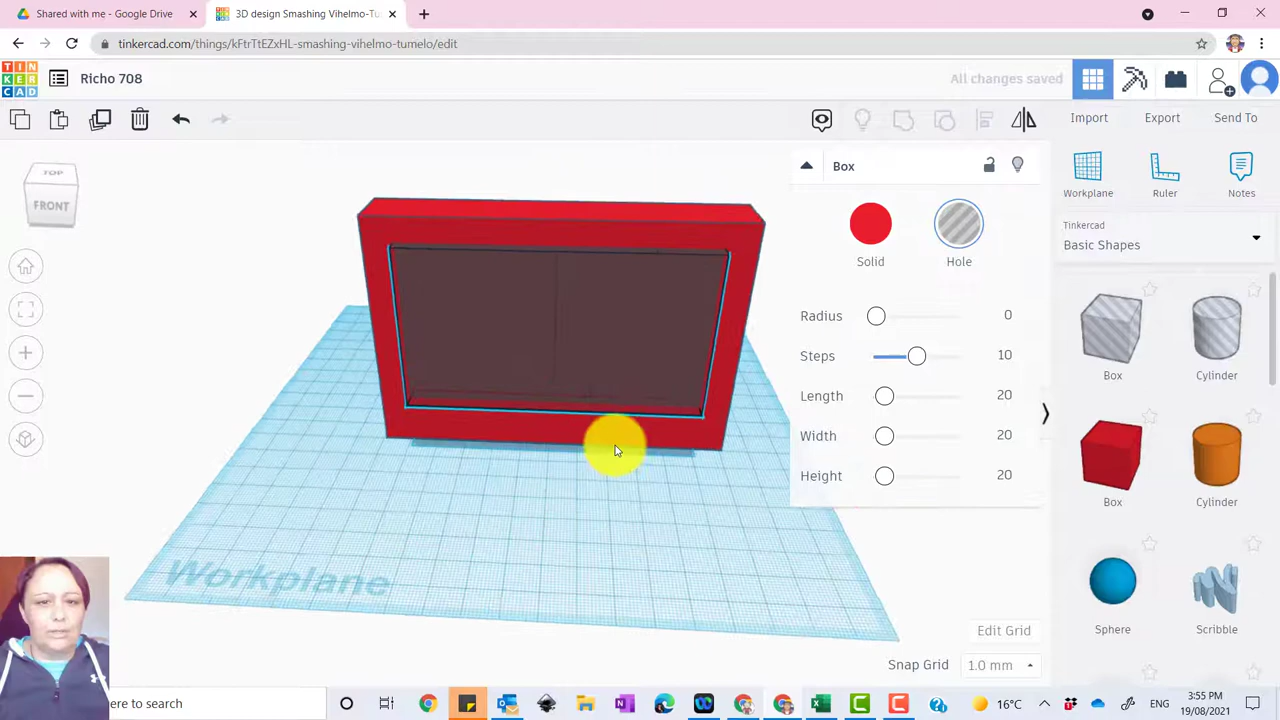 Shared with me - Google Drive
3D design Smashing Vihelmo-Tu
tinkercad.com/things/kFtrTtEZxHL-smashing-vihelmo-tumelo/edit
TIN
KER
CAD
Richo 708
All changes saved
Import
Export
Send To
TOP
FRONT
Box
Workplane
Ruler
Notes
Solid
Hole
Tinkercad
Basic Shapes
Radius 0
Steps 10
Length 20
Width 20
Height 20
Box
Cylinder
Box
Cylinder
Sphere
Scribble
Workplane
Edit Grid
Snap Grid 1.0 mm
here to search
16°C
3:55 PM
19/08/2021